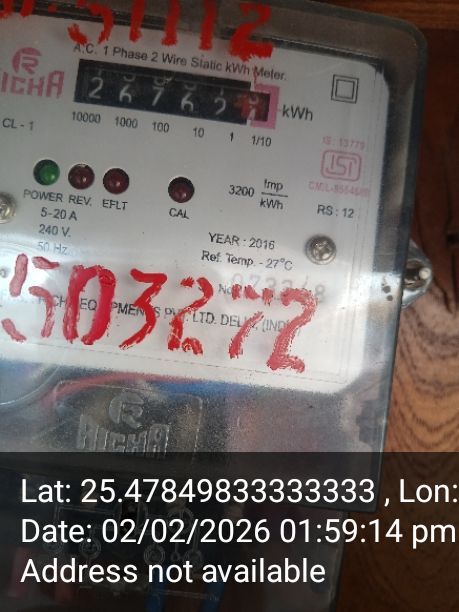 A.C. 1 Phase 2 Wire Static kWh Meter.
RICHA
2 6 7 6 2
kWh
CL - 1
10000 1000 100 10 1 1/10
IS : 13779
ISI
POWER REV. EFLT
CAL
3200 Imp/kWh
RS : 12
5-20 A
240 V.
50 Hz.
YEAR : 2016
Ref. Temp. - 27°C
503272
LTD. DELHI (INDIA)
RICHA
Lat: 25.47849833333333 , Lon:
Date: 02/02/2026 01:59:14 pm
Address not available